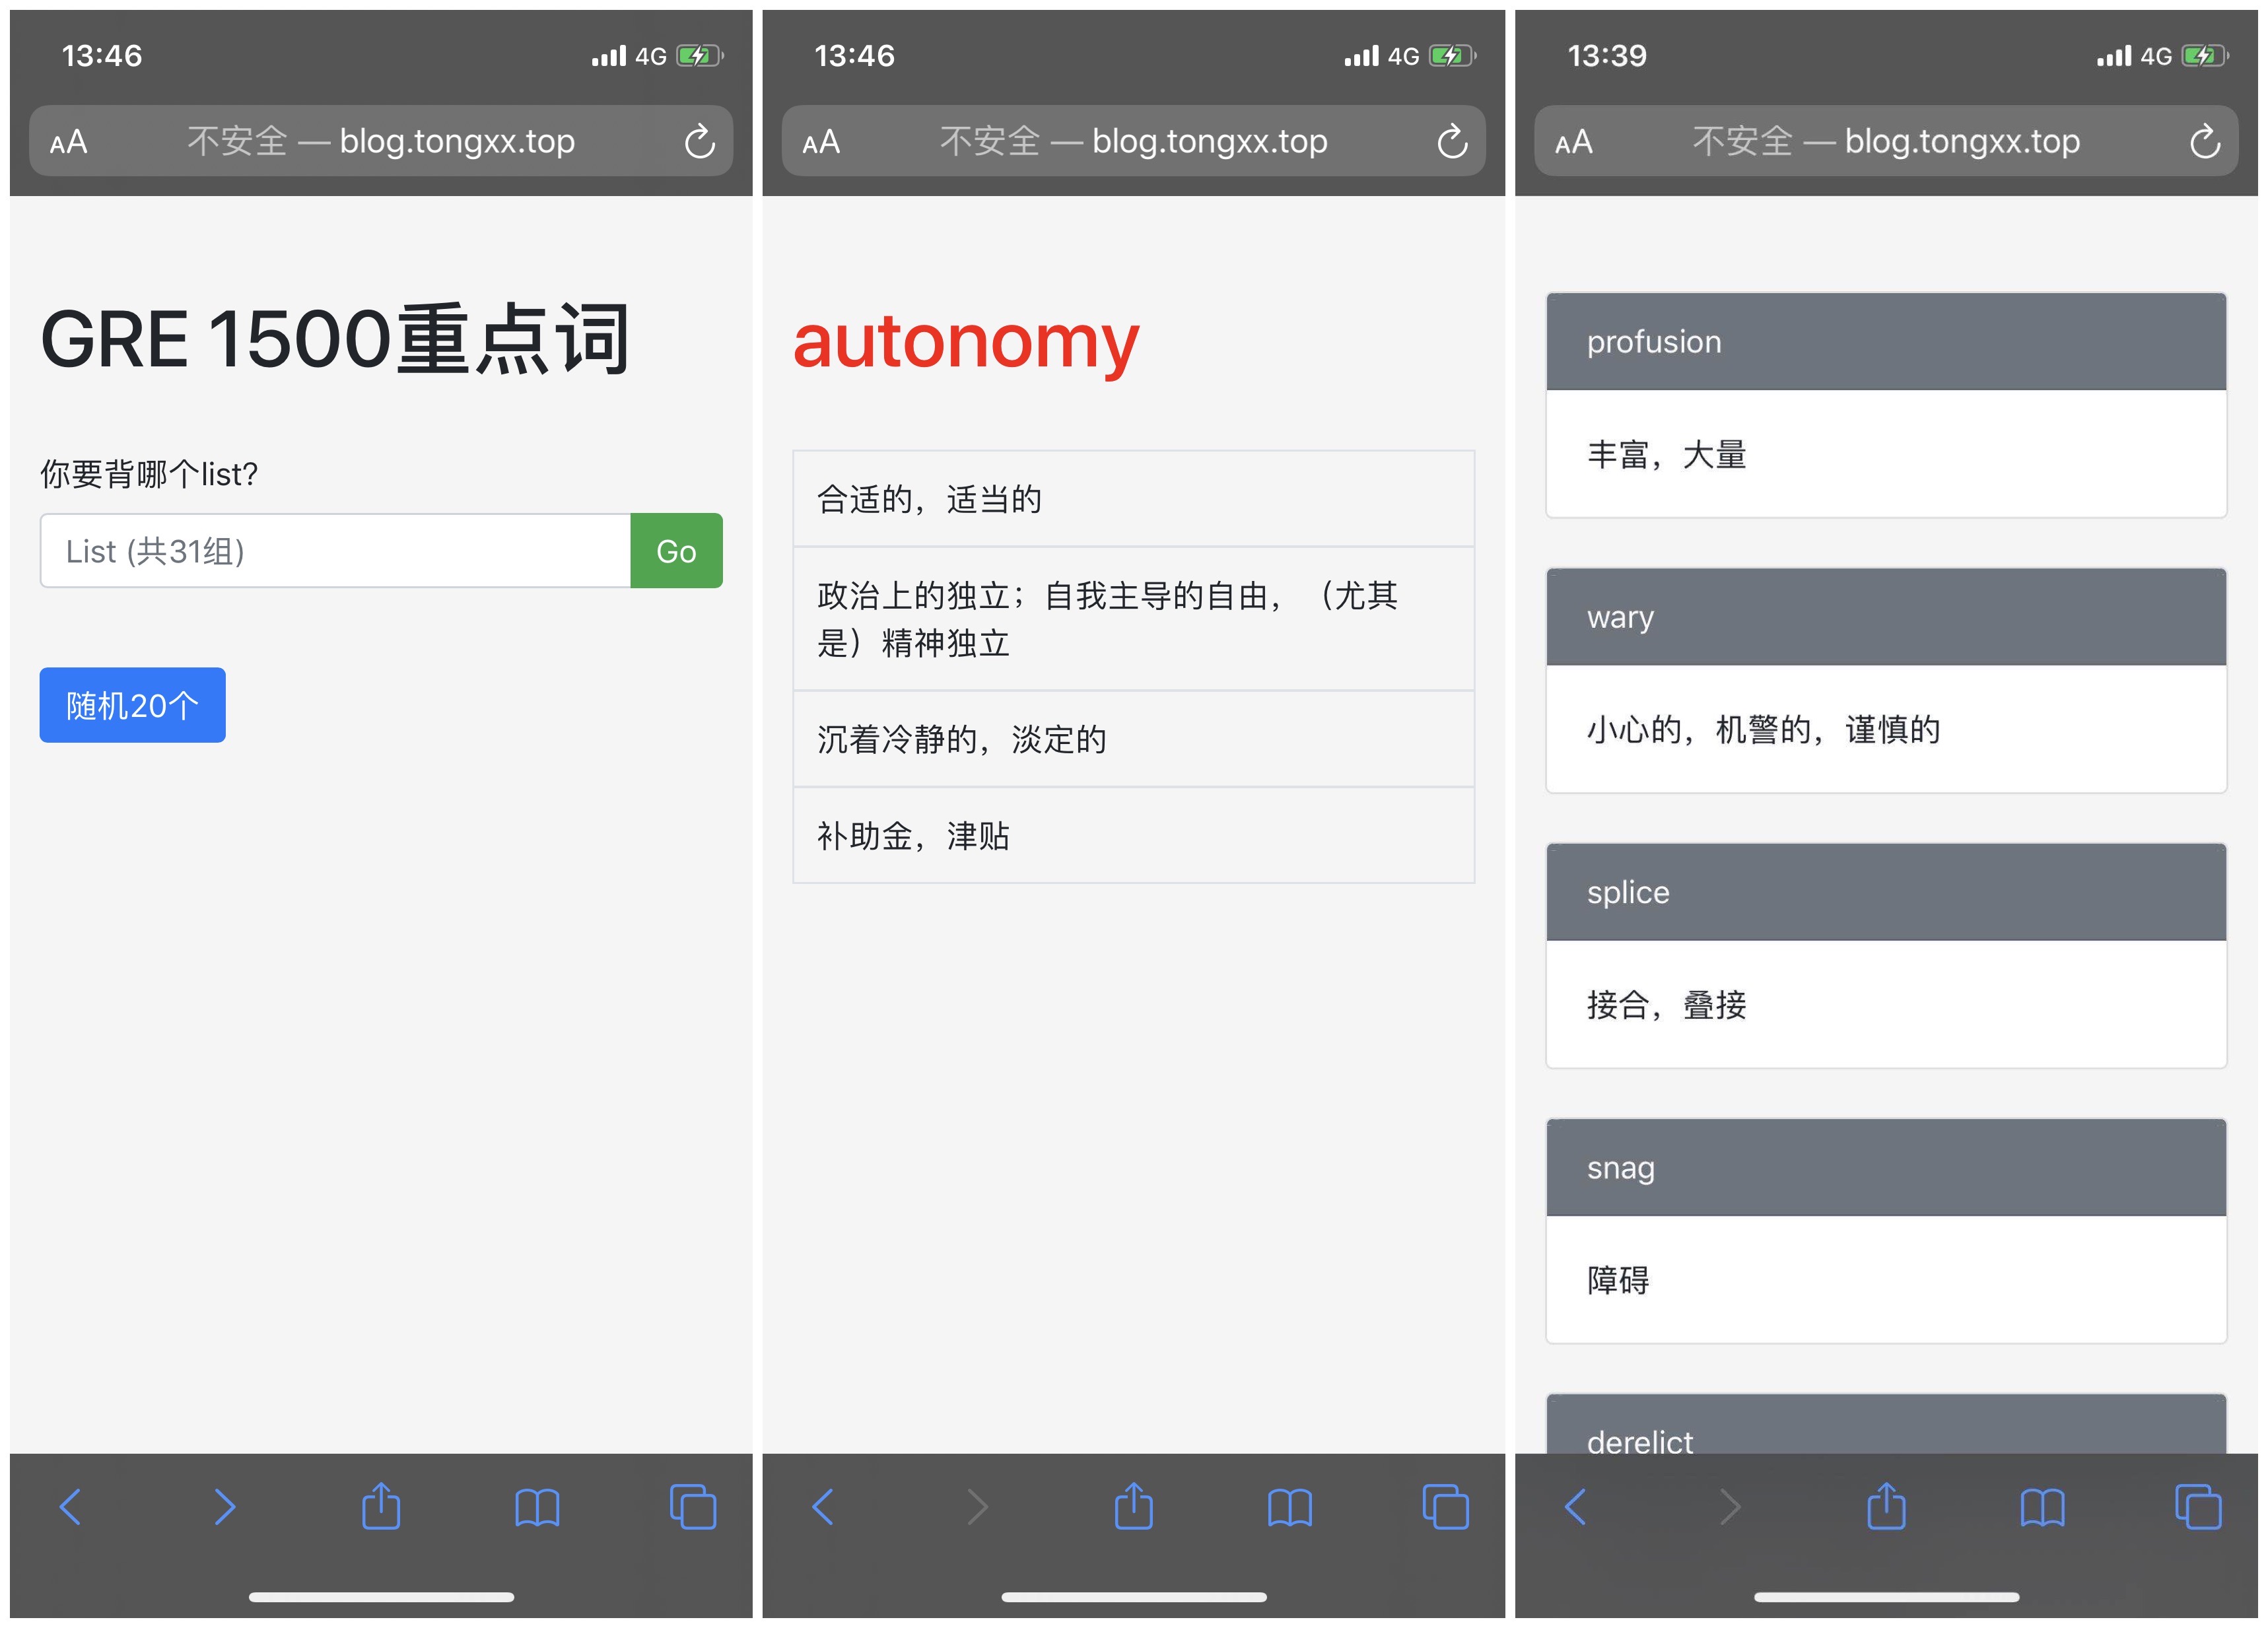 13:46
4G
AA 不安全 — blog.tongxx.top
GRE 1500重点词
你要背哪个list?
List (共31组)
Go
随机20个
13:46
4G
AA 不安全 — blog.tongxx.top
autonomy
合适的，适当的
政治上的独立；自我主导的自由，（尤其
是）精神独立
沉着冷静的，淡定的
补助金，津贴
13:39
4G
AA 不安全 — blog.tongxx.top
profusion
丰富，大量
wary
小心的，机警的，谨慎的
splice
接合，叠接
snag
障碍
derelict